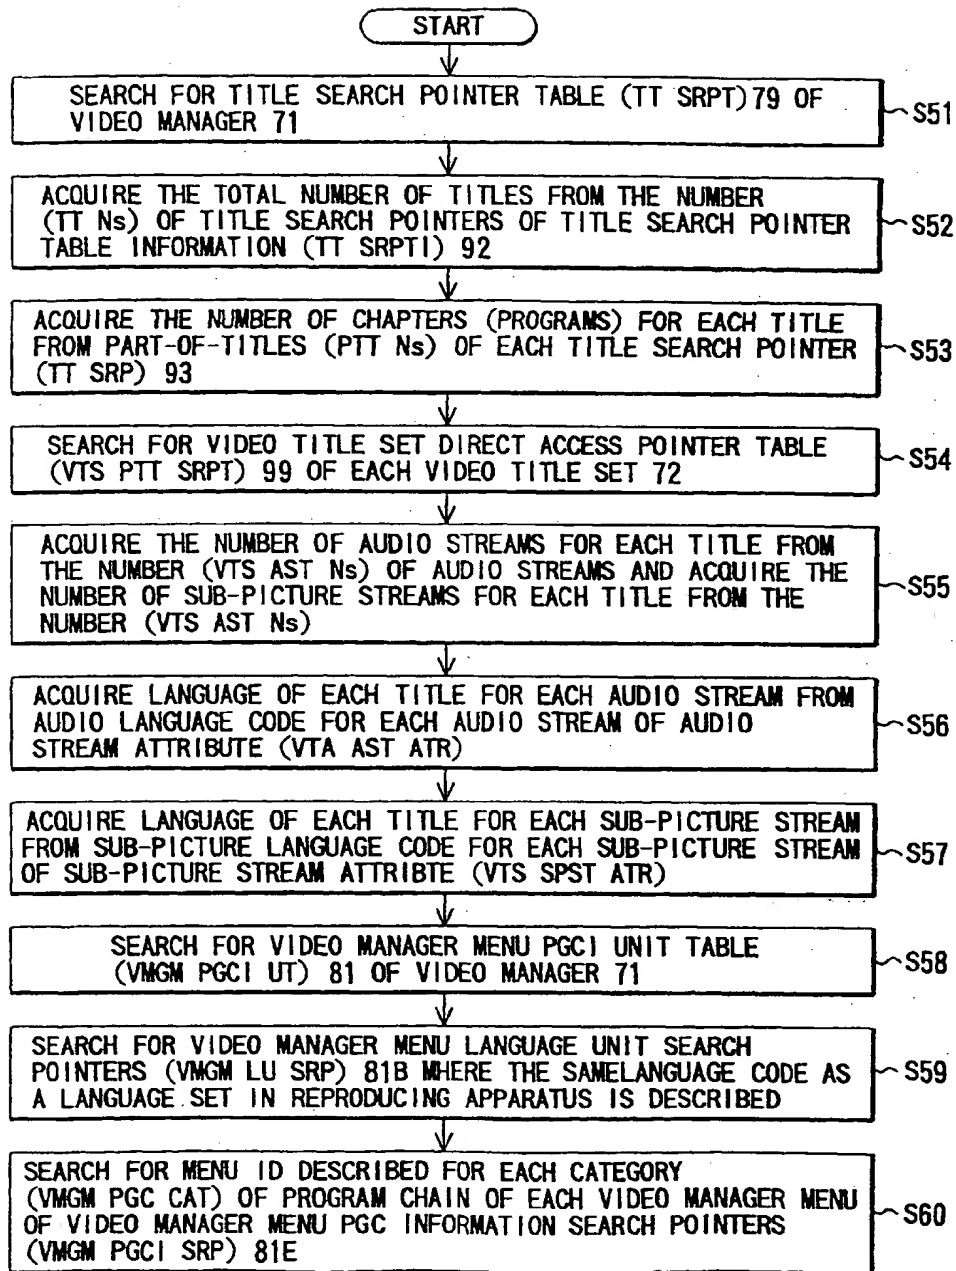 START
SEARCH FOR TITLE SEARCH POINTER TABLE (TT SRPT)79 OF
VIDEO MANAGER 71
S51
ACQUIRE THE TOTAL NUMBER OF TITLES FROM THE NUMBER
(TT Ns) OF TITLE SEARCH POINTERS OF TITLE SEARCH POINTER
TABLE INFORMATION (TT SRPTI) 92
S52
ACQUIRE THE NUMBER OF CHAPTERS (PROGRAMS) FOR EACH TITLE
FROM PART-OF-TITLES (PTT Ns) OF EACH TITLE SEARCH POINTER
(TT SRP) 93
S53
SEARCH FOR VIDEO TITLE SET DIRECT ACCESS POINTER TABLE
(VTS PTT SRPT) 99 OF EACH VIDEO TITLE SET 72
S54
ACQUIRE THE NUMBER OF AUDIO STREAMS FOR EACH TITLE FROM
THE NUMBER (VTS AST Ns) OF AUDIO STREAMS AND ACQUIRE THE
NUMBER OF SUB-PICTURE STREAMS FOR EACH TITLE FROM THE
NUMBER (VTS AST Ns)
S55
ACQUIRE LANGUAGE OF EACH TITLE FOR EACH AUDIO STREAM FROM
AUDIO LANGUAGE CODE FOR EACH AUDIO STREAM OF AUDIO
STREAM ATTRIBUTE (VTA AST ATR)
S56
ACQUIRE LANGUAGE OF EACH TITLE FOR EACH SUB-PICTURE STREAM
FROM SUB-PICTURE LANGUAGE CODE FOR EACH SUB-PICTURE STREAM
OF SUB-PICTURE STREAM ATTRIBTE (VTS SPST ATR)
S57
SEARCH FOR VIDEO MANAGER MENU PGCI UNIT TABLE
(VMGM PGCI UT) 81 OF VIDEO MANAGER 71
S58
SEARCH FOR VIDEO MANAGER MENU LANGUAGE UNIT SEARCH
POINTERS (VMGM LU SRP) 81B WHERE THE SAMELANGUAGE CODE AS
A LANGUAGE SET IN REPRODUCING APPARATUS IS DESCRIBED
S59
SEARCH FOR MENU ID DESCRIBED FOR EACH CATEGORY
(VMGM PGC CAT) OF PROGRAM CHAIN OF EACH VIDEO MANAGER MENU
OF VIDEO MANAGER MENU PGC INFORMATION SEARCH POINTERS
(VMGM PGCI SRP) 81E
S60